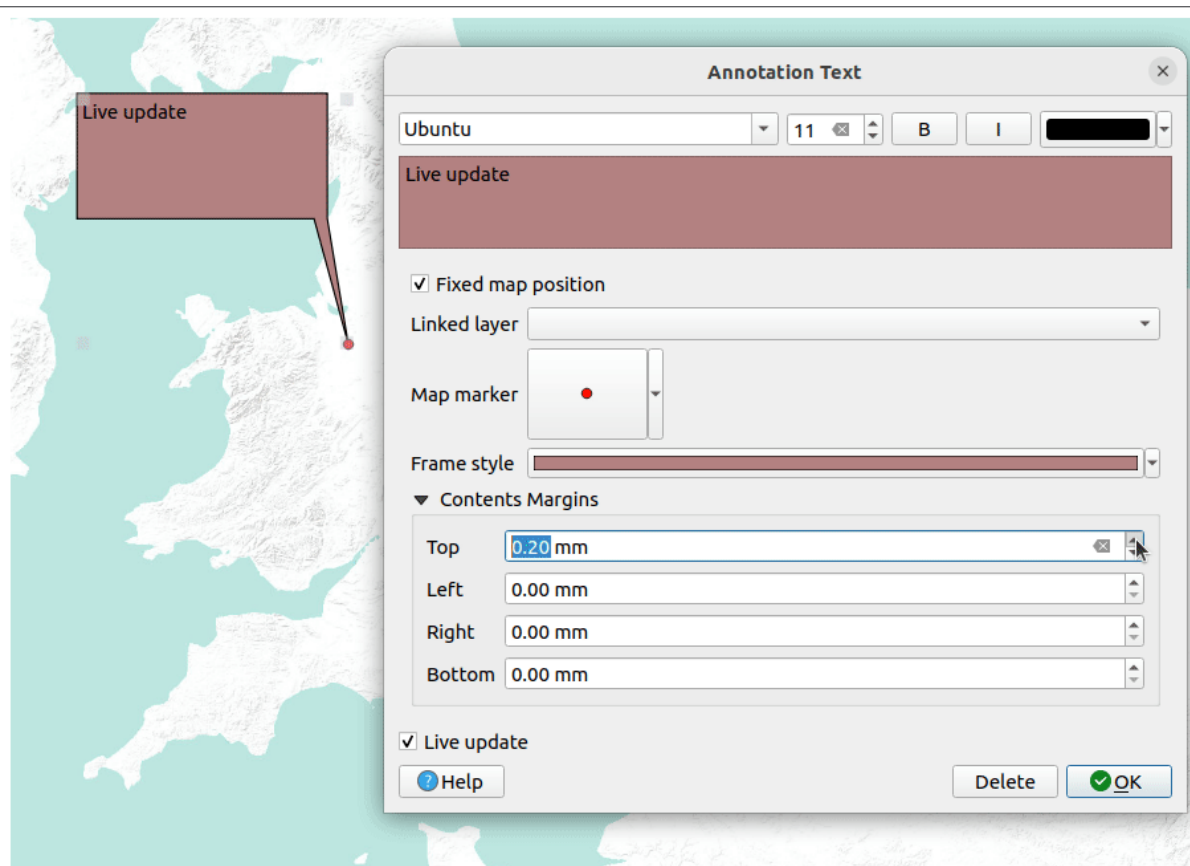 Annotation Text
Live update
Ubuntu 11 B I
Live update
Fixed map position
Linked layer
Map marker
Frame style
Contents Margins
Top 0.20 mm
Left 0.00 mm
Right 0.00 mm
Bottom 0.00 mm
Live update
? Help Delete OK